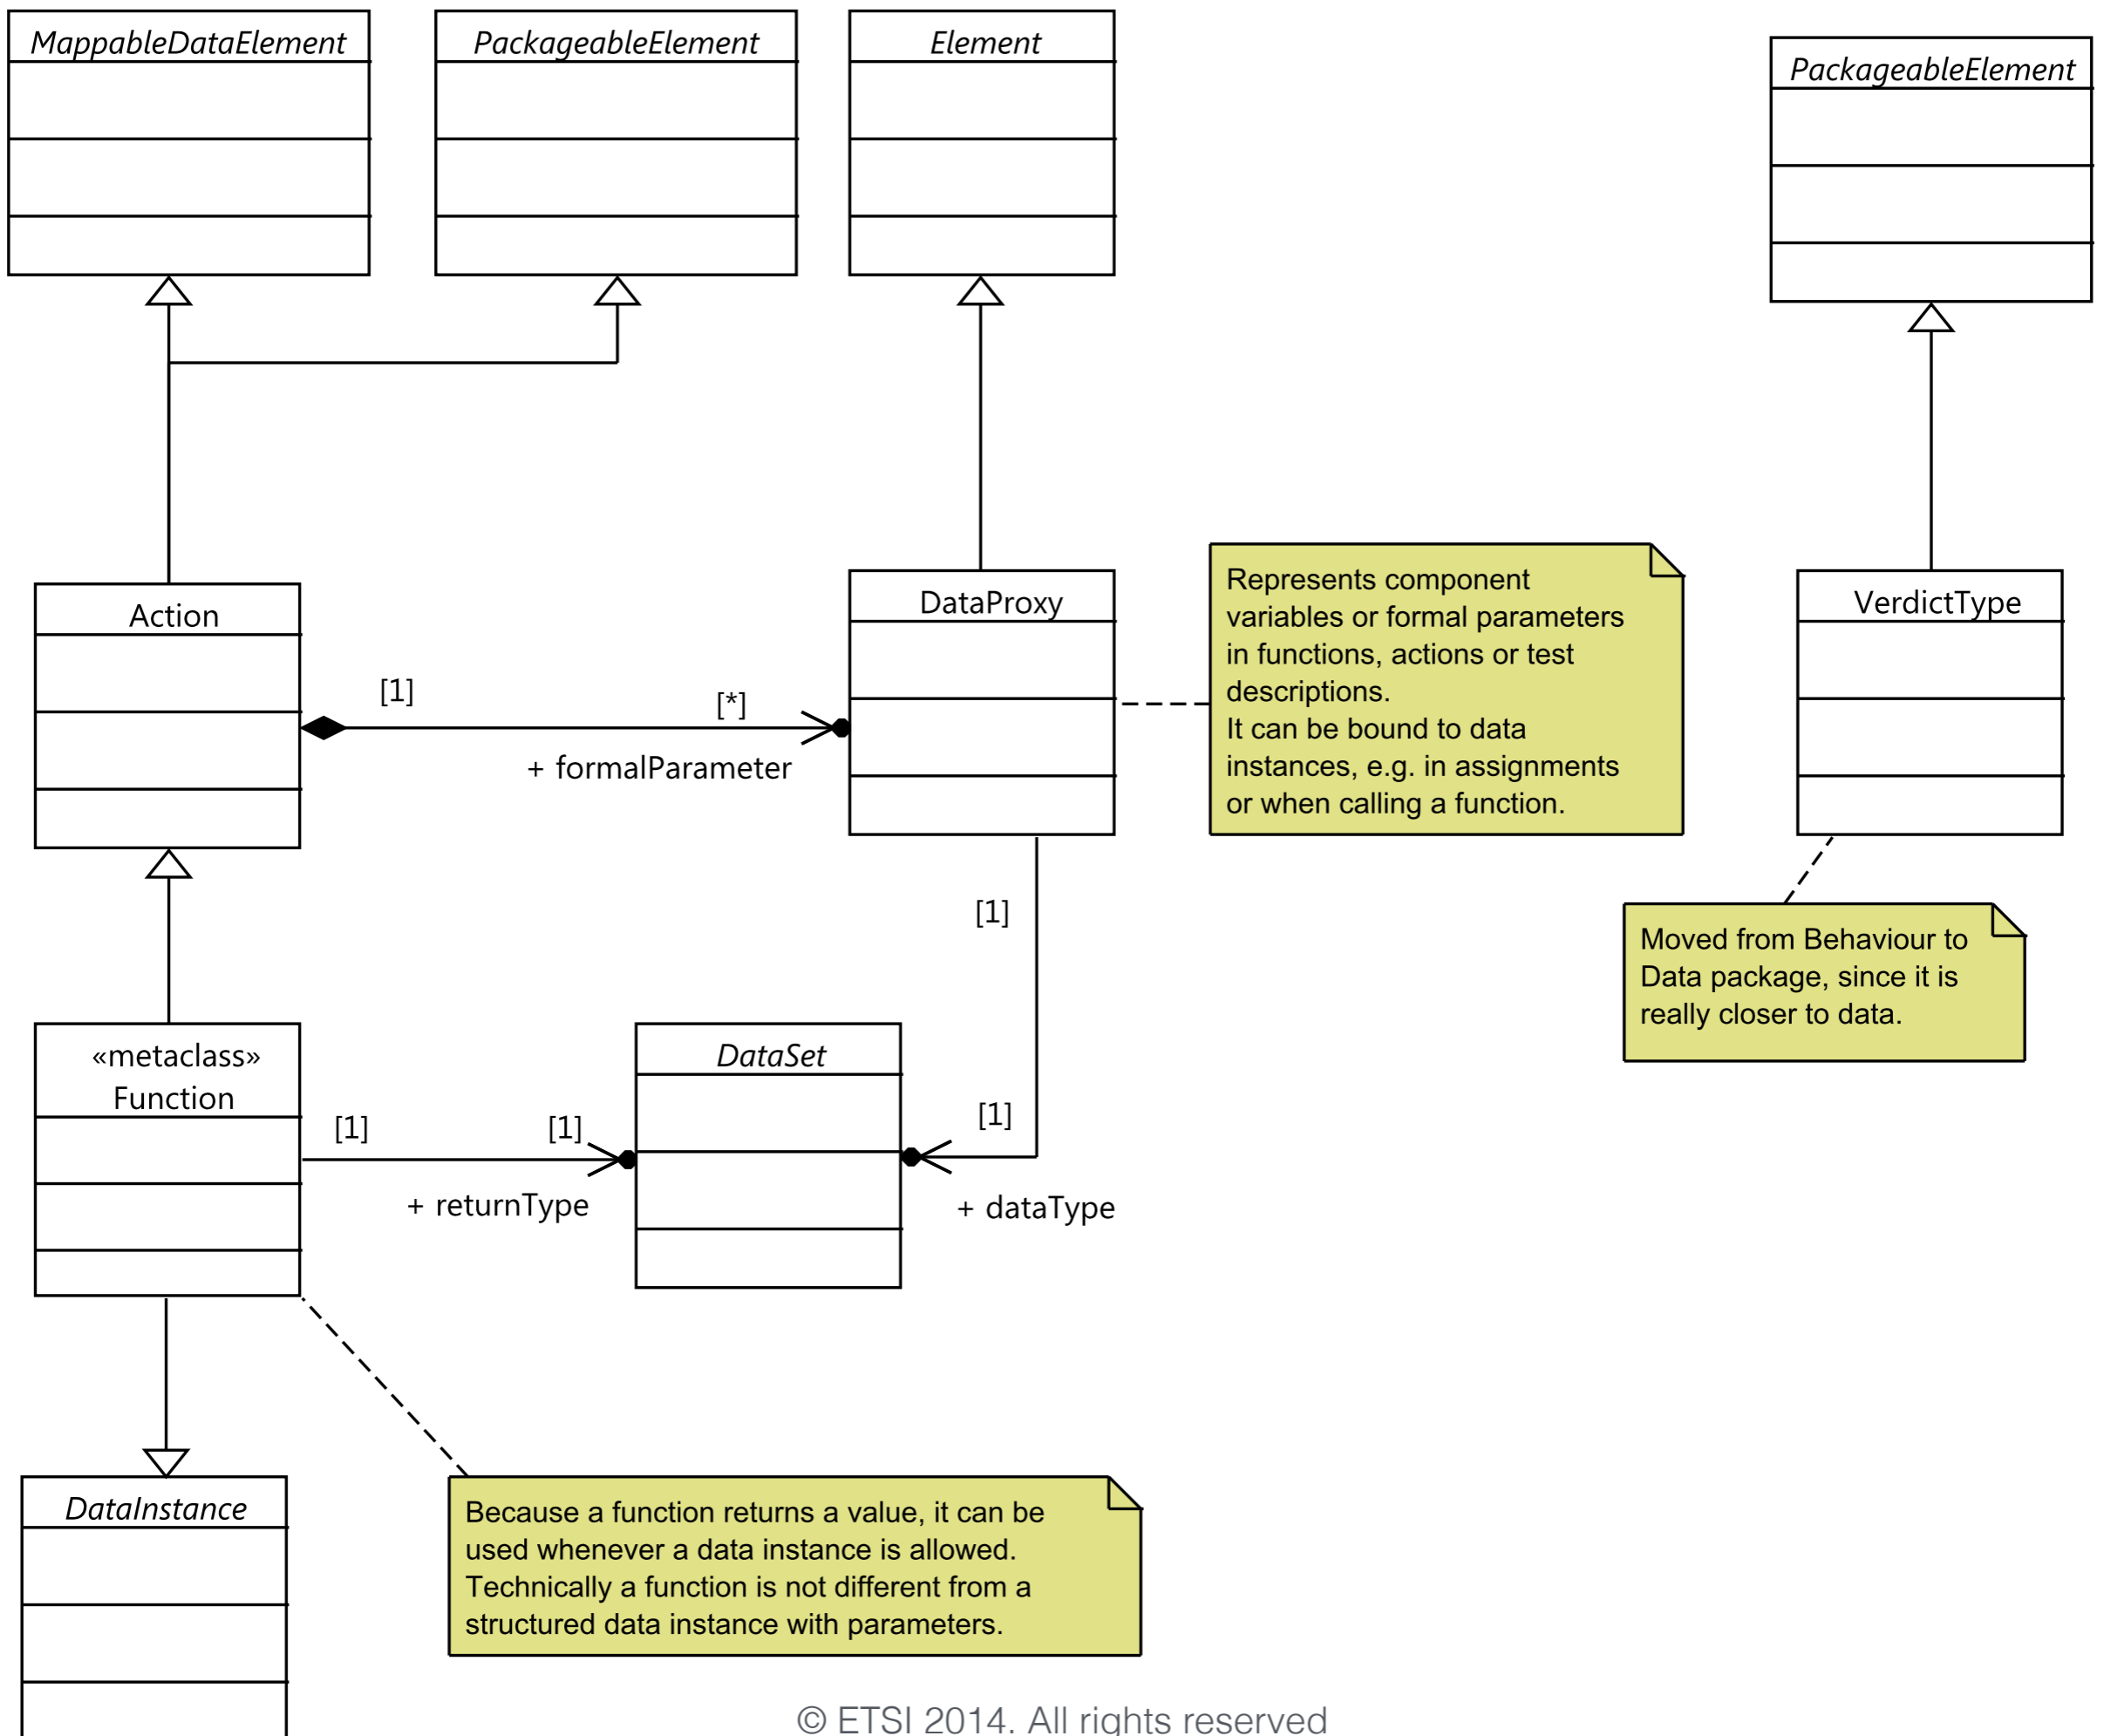 MappableDataElement
PackageableElement
Element
PackageableElement
Action
DataProxy
Represents component
variables or formal parameters
in functions, actions or test
descriptions.
It can be bound to data
instances, e.g. in assignments
or when calling a function.
VerdictType
[1]
[*]
+ formalParameter
[1]
Moved from Behaviour to
Data package, since it is
really closer to data.
«metaclass»
Function
DataSet
[1]
[1]
[1]
+ returnType
+ dataType
DataInstance
Because a function returns a value, it can be
used whenever a data instance is allowed.
Technically a function is not different from a
structured data instance with parameters.
© ETSI 2014. All rights reserved